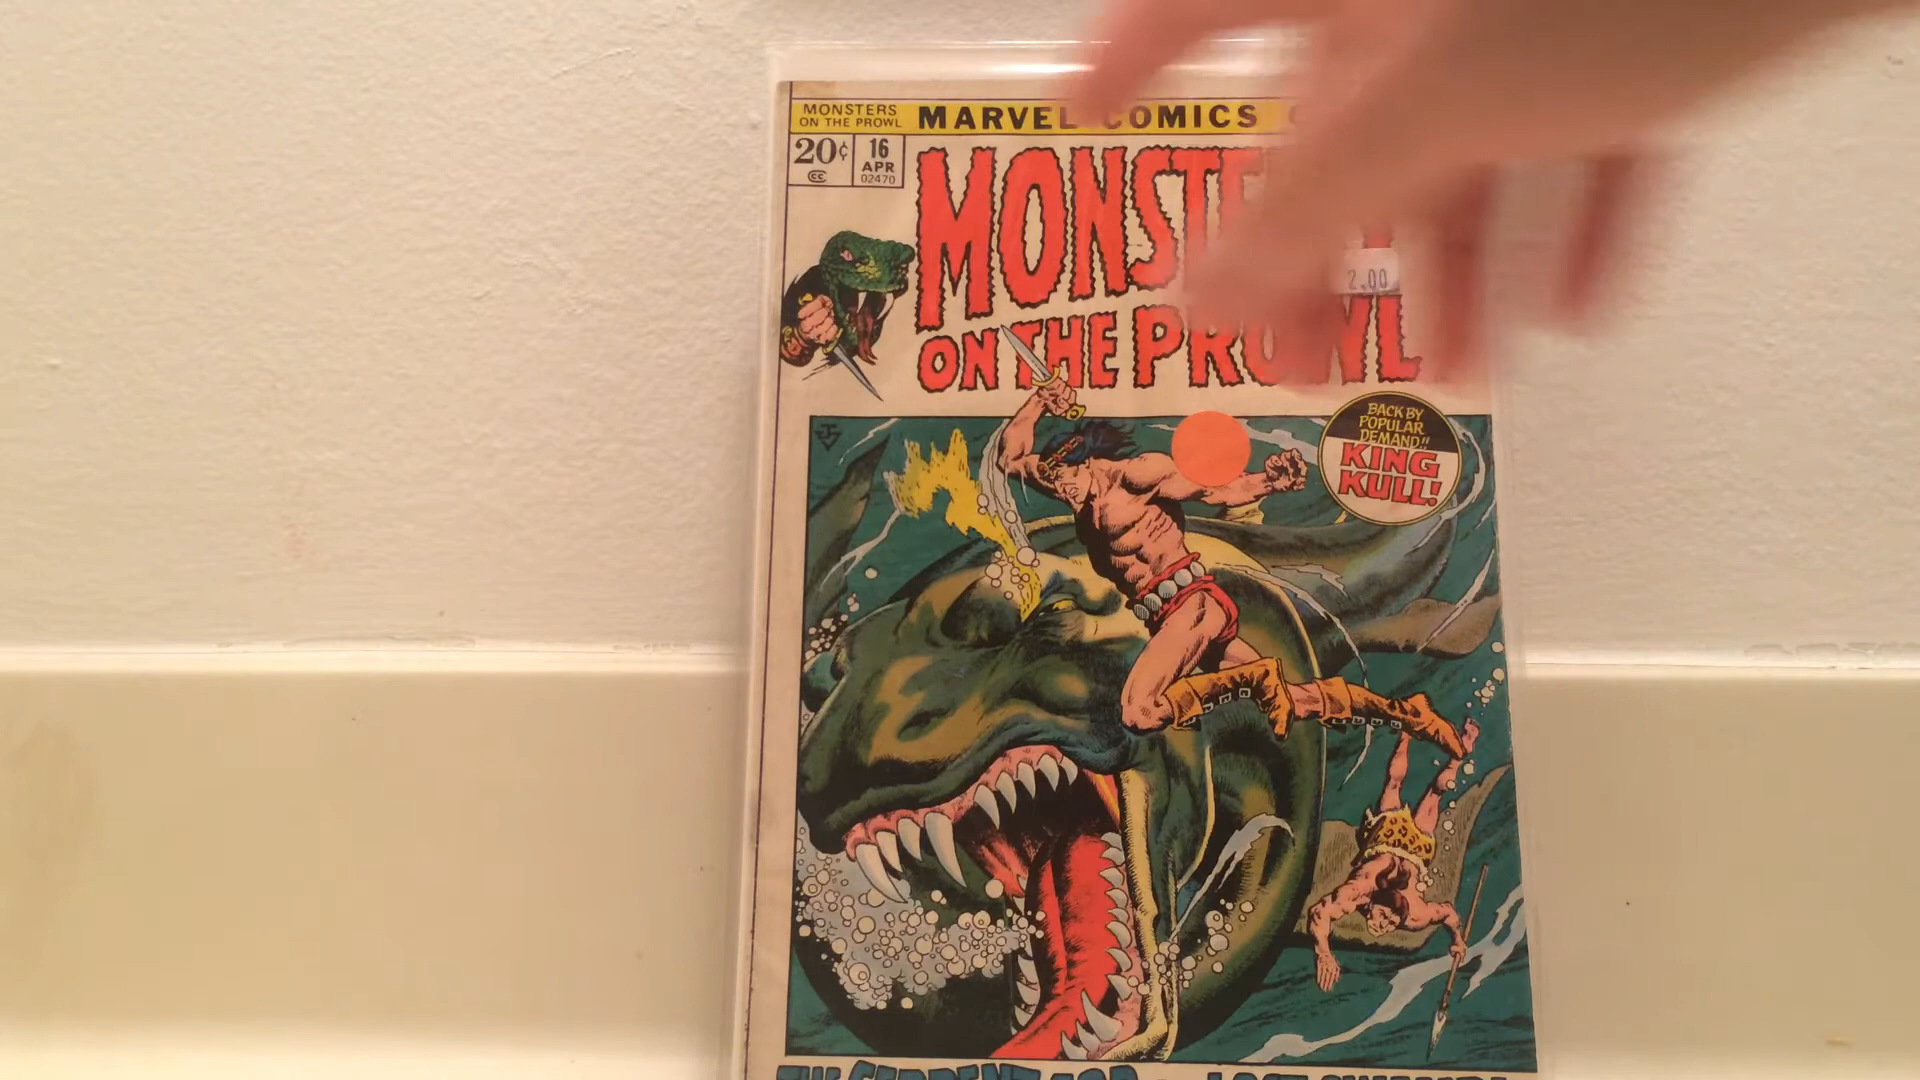 MONSTERS
ON THE PROWL
MARVEL COMICS
20¢
16
APR
02470
CC
2.00
ON THE
BACK BY
POPULAR
DEMAND!!
KING
KULL!